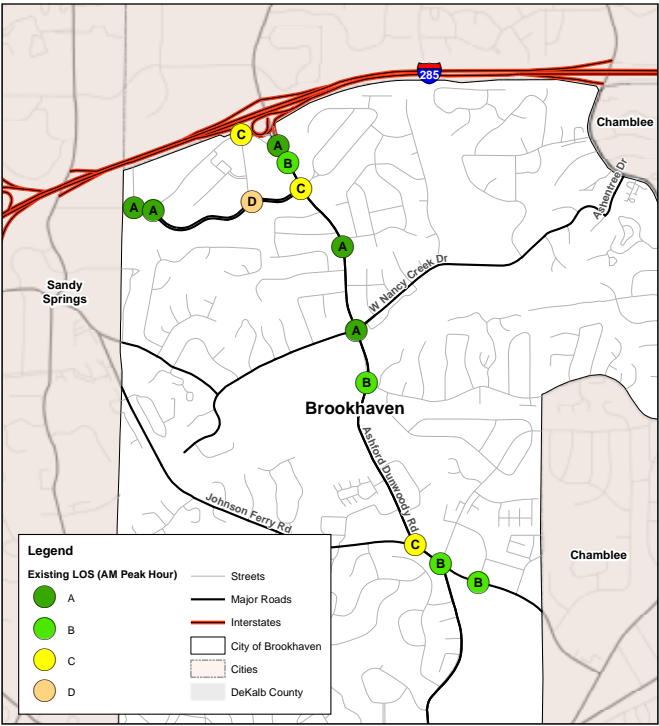 285
Chamblee
C
A
B
C
D
A A
Ashentree Dr
A
W Nancy Creek Dr
Sandy
Springs
A
B
Brookhaven
Ashford Dunwoody Rd
Johnson Ferry Rd
C
B
B
Chamblee
Legend
Existing LOS (AM Peak Hour)
A
B
C
D
Streets
Major Roads
Interstates
City of Brookhaven
Cities
DeKalb County